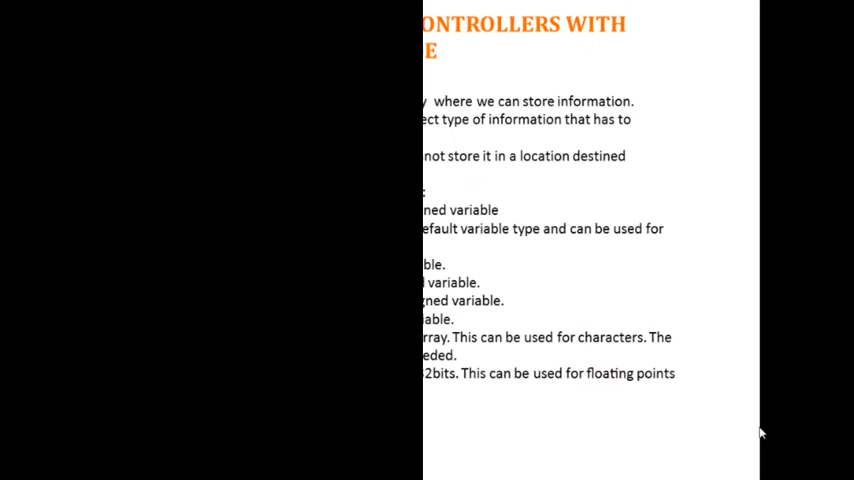 ONTROLLERS WITH
E
y where we can store information.
ect type of information that has to
not store it in a location destined
:
ned variable
efault variable type and can be used for
ble.
l variable.
gned variable.
iable.
rray. This can be used for characters. The
eded.
32bits. This can be used for floating points